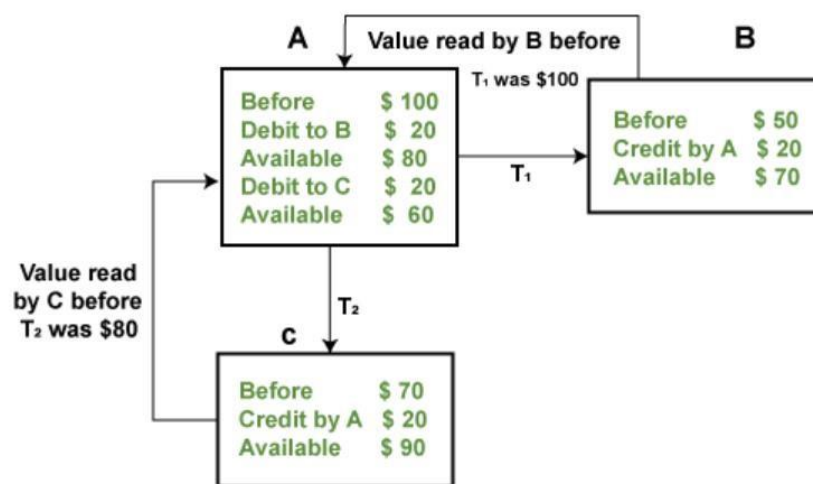 A
Value read by B before
T₁ was $100
B
Before $ 100
Debit to B $ 20
Available $ 80
Debit to C $ 20
Available $ 60
T₁
Before $ 50
Credit by A $ 20
Available $ 70
Value read
by C before
T₂ was $80
T₂
C
Before $ 70
Credit by A $ 20
Available $ 90